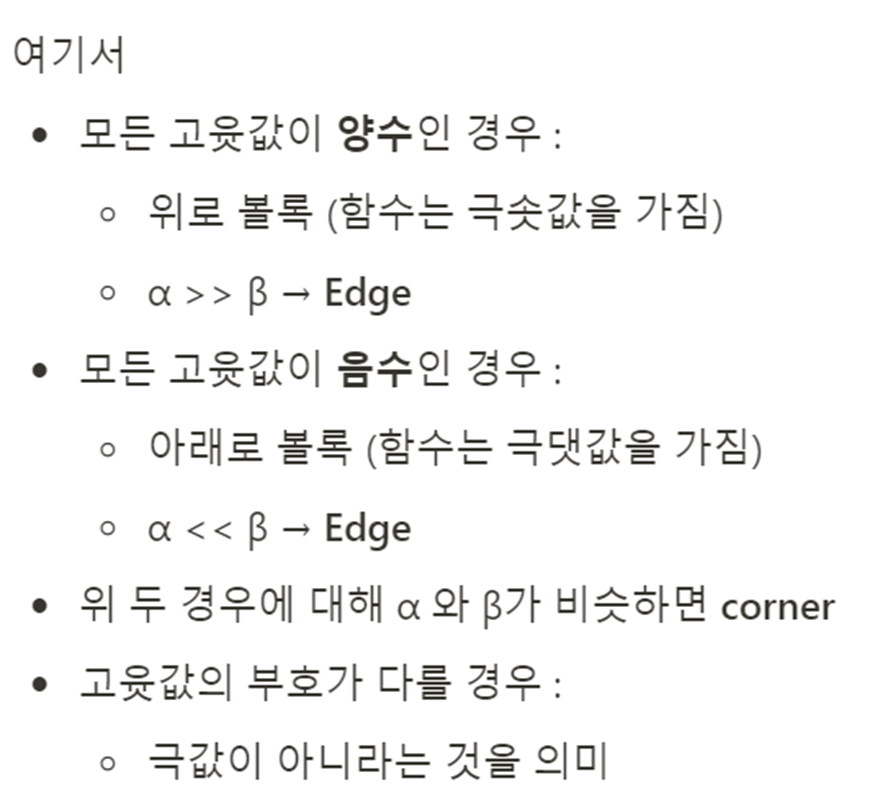 여기서
• 모든 고윳값이 양수인 경우 :
◦ 위로 볼록 (함수는 극솟값을 가짐)
◦ α >> β → Edge
• 모든 고윳값이 음수인 경우 :
◦ 아래로 볼록 (함수는 극댓값을 가짐)
◦ α << β → Edge
• 위 두 경우에 대해 α 와 β가 비슷하면 corner
• 고윳값의 부호가 다를 경우 :
◦ 극값이 아니라는 것을 의미